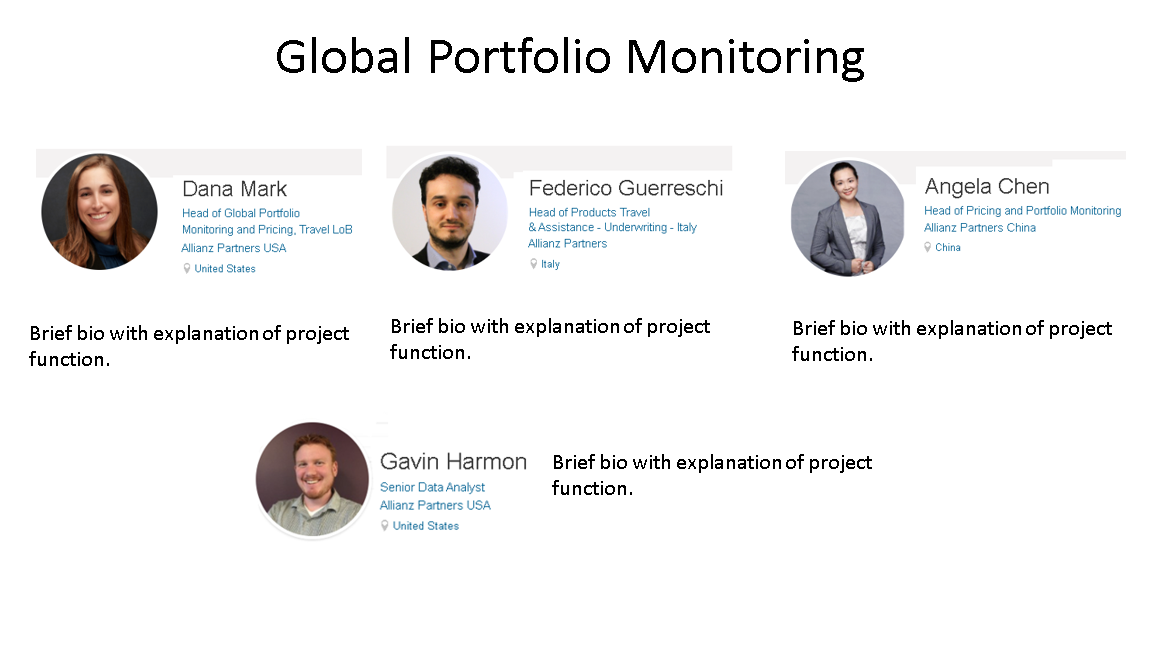 Global Portfolio Monitoring
Dana Mark
Head of Global Portfolio
Monitoring and Pricing, Travel LoB
Allianz Partners USA
United States
Brief bio with explanation of project
function.
Federico Guerreschi
Head of Products Travel
& Assistance - Underwriting - Italy
Allianz Partners
Italy
Brief bio with explanation of project
function.
Angela Chen
Head of Pricing and Portfolio Monitoring
Allianz Partners China
China
Brief bio with explanation of project
function.
Gavin Harmon
Senior Data Analyst
Allianz Partners USA
United States
Brief bio with explanation of project
function.